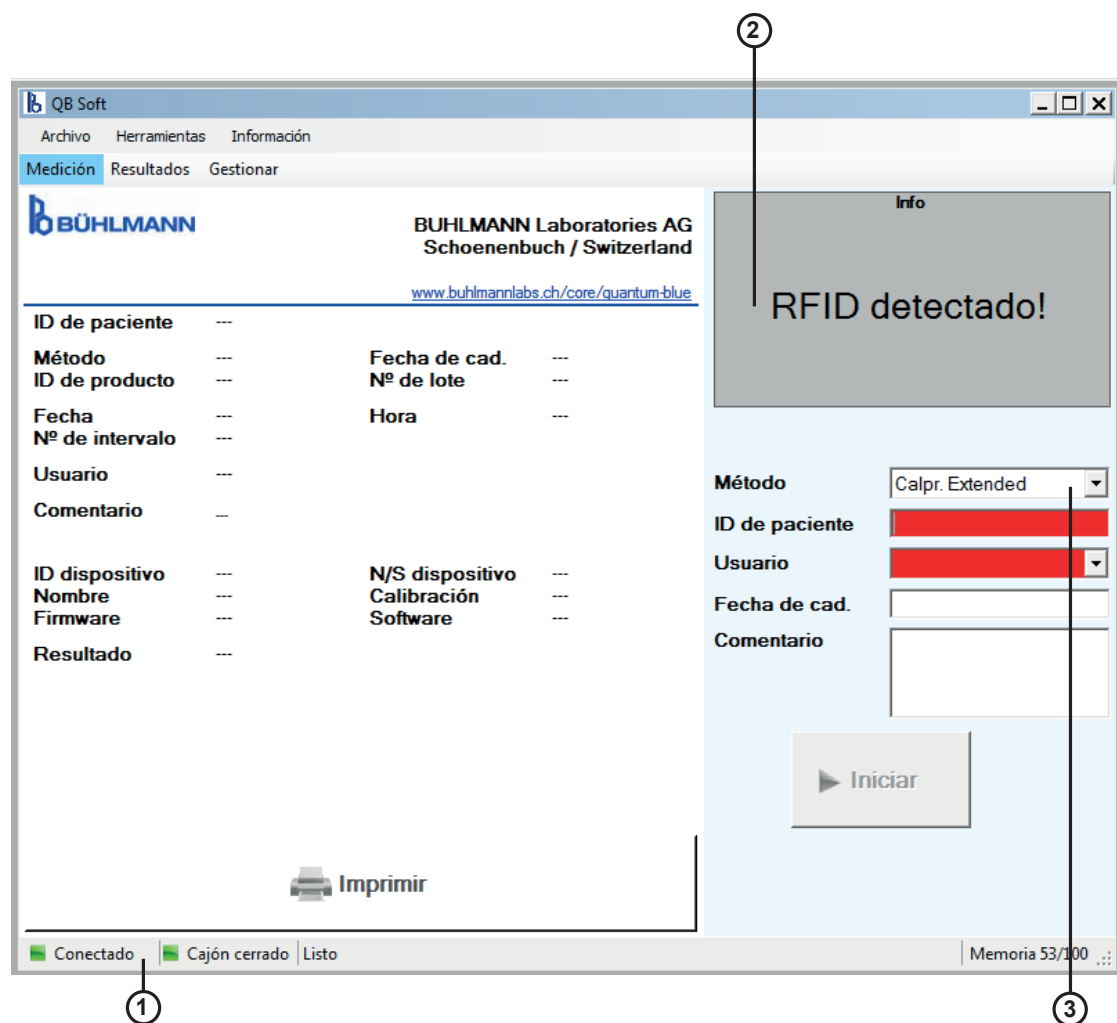 2
QB Soft
Archivo Herramientas Información
Medición Resultados Gestionar
BÜHLMANN
BUHLMANN Laboratories AG
Schoenenbuch / Switzerland
www.buhlmannlabs.ch/core/quantum-blue
ID de paciente ---
Método --- Fecha de cad. ---
ID de producto --- Nº de lote ---
Fecha --- Hora ---
Nº de intervalo ---
Usuario ---
Comentario ---
ID dispositivo --- N/S dispositivo ---
Nombre --- Calibración ---
Firmware --- Software ---
Resultado ---
Imprimir
Info
RFID detectado!
Método Calpr. Extended
ID de paciente
Usuario
Fecha de cad.
Comentario
Iniciar
Conectado Cajón cerrado Listo Memoria 53/100
1 3